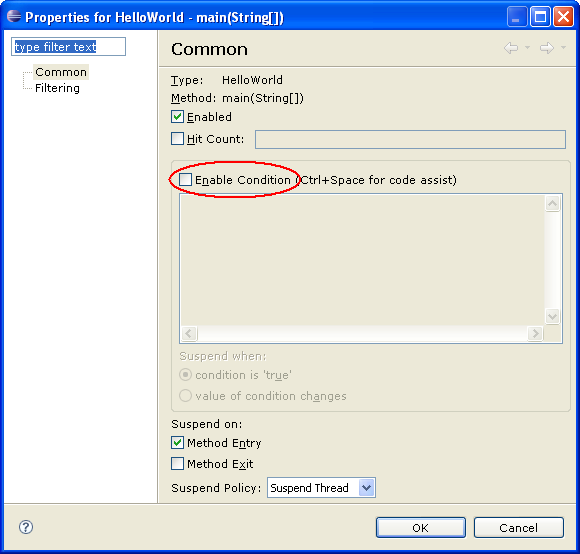 Properties for HelloWorld - main(String[])
type filter text
Common
Filtering
Common
Type: HelloWorld
Method: main(String[])
Enabled
Hit Count:
Enable Condition (Ctrl+Space for code assist)
Suspend when:
condition is 'true'
value of condition changes
Suspend on:
Method Entry
Method Exit
Suspend Policy: Suspend Thread
OK Cancel